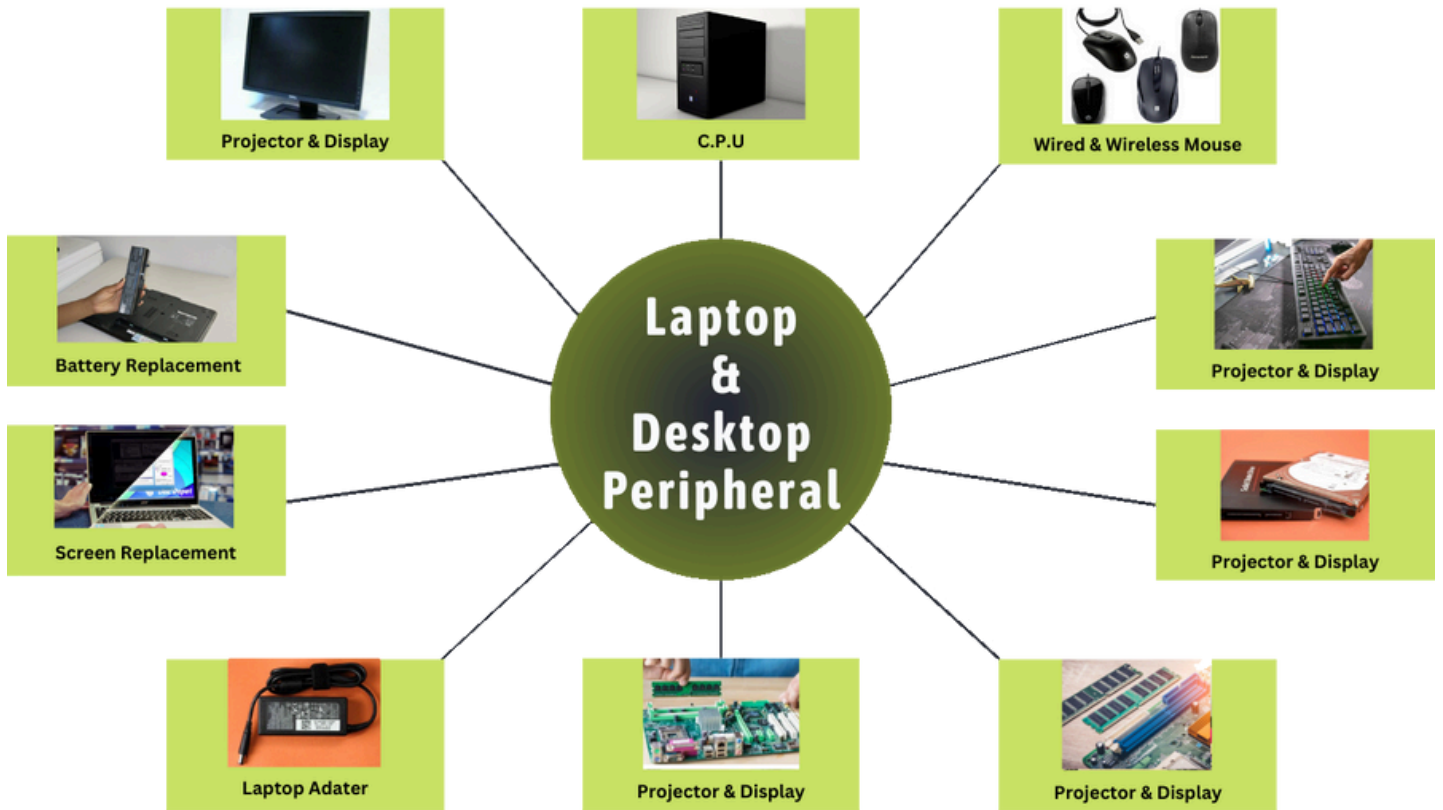 Projector & Display
C.P.U
Wired & Wireless Mouse
Battery Replacement
Projector & Display
Laptop
&
Desktop
Peripheral
Screen Replacement
Projector & Display
Laptop Adater
Projector & Display
Projector & Display